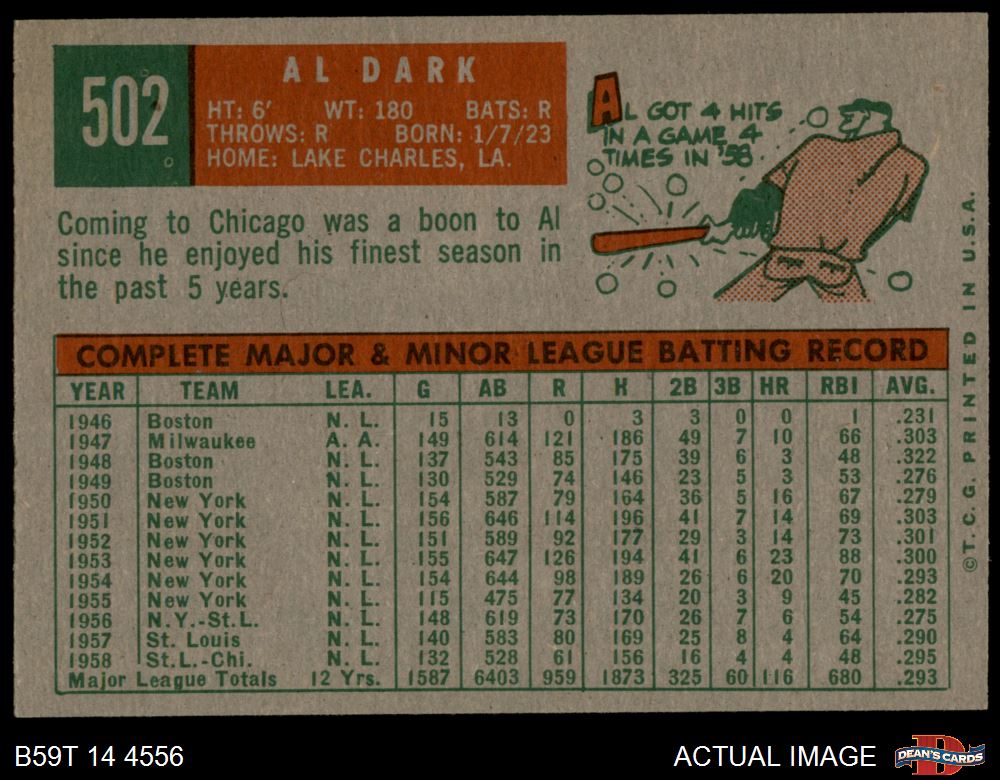 502
AL DARK
HT: 6' WT: 180 BATS: R
THROWS: R BORN: 1/7/23
HOME: LAKE CHARLES, LA.
AL GOT 4 HITS
IN A GAME 4
TIMES IN '58.
Coming to Chicago was a boon to Al
since he enjoyed his finest season in
the past 5 years.
COMPLETE MAJOR & MINOR LEAGUE BATTING RECORD
YEAR TEAM LEA. G AB R H 2B 3B HR RBI AVG.
1946 Boston N. L. 15 13 0 3 3 0 0 1 .231
1947 Milwaukee A. A. 149 614 121 186 49 7 10 66 .303
1948 Boston N. L. 137 543 85 175 39 6 3 48 .322
1949 Boston N. L. 130 529 74 146 23 5 3 53 .276
1950 New York N. L. 154 587 79 164 36 5 16 67 .279
1951 New York N. L. 156 646 114 196 41 7 14 69 .303
1952 New York N. L. 151 589 92 177 29 3 14 73 .301
1953 New York N. L. 155 647 126 194 41 6 23 88 .300
1954 New York N. L. 154 644 98 189 26 6 20 70 .293
1955 New York N. L. 115 475 77 134 20 3 9 45 .282
1956 N.Y.-St.L. N. L. 148 619 73 170 26 7 6 54 .275
1957 St. Louis N. L. 140 583 80 169 25 8 4 64 .290
1958 St.L.-Chi. N. L. 132 528 61 156 16 4 4 48 .295
Major League Totals 12 Yrs. 1587 6403 959 1873 325 60 116 680 .293
© T. C. G. PRINTED IN U.S.A.
B59T 14 4556
ACTUAL IMAGE
D
DEAN'S CARDS